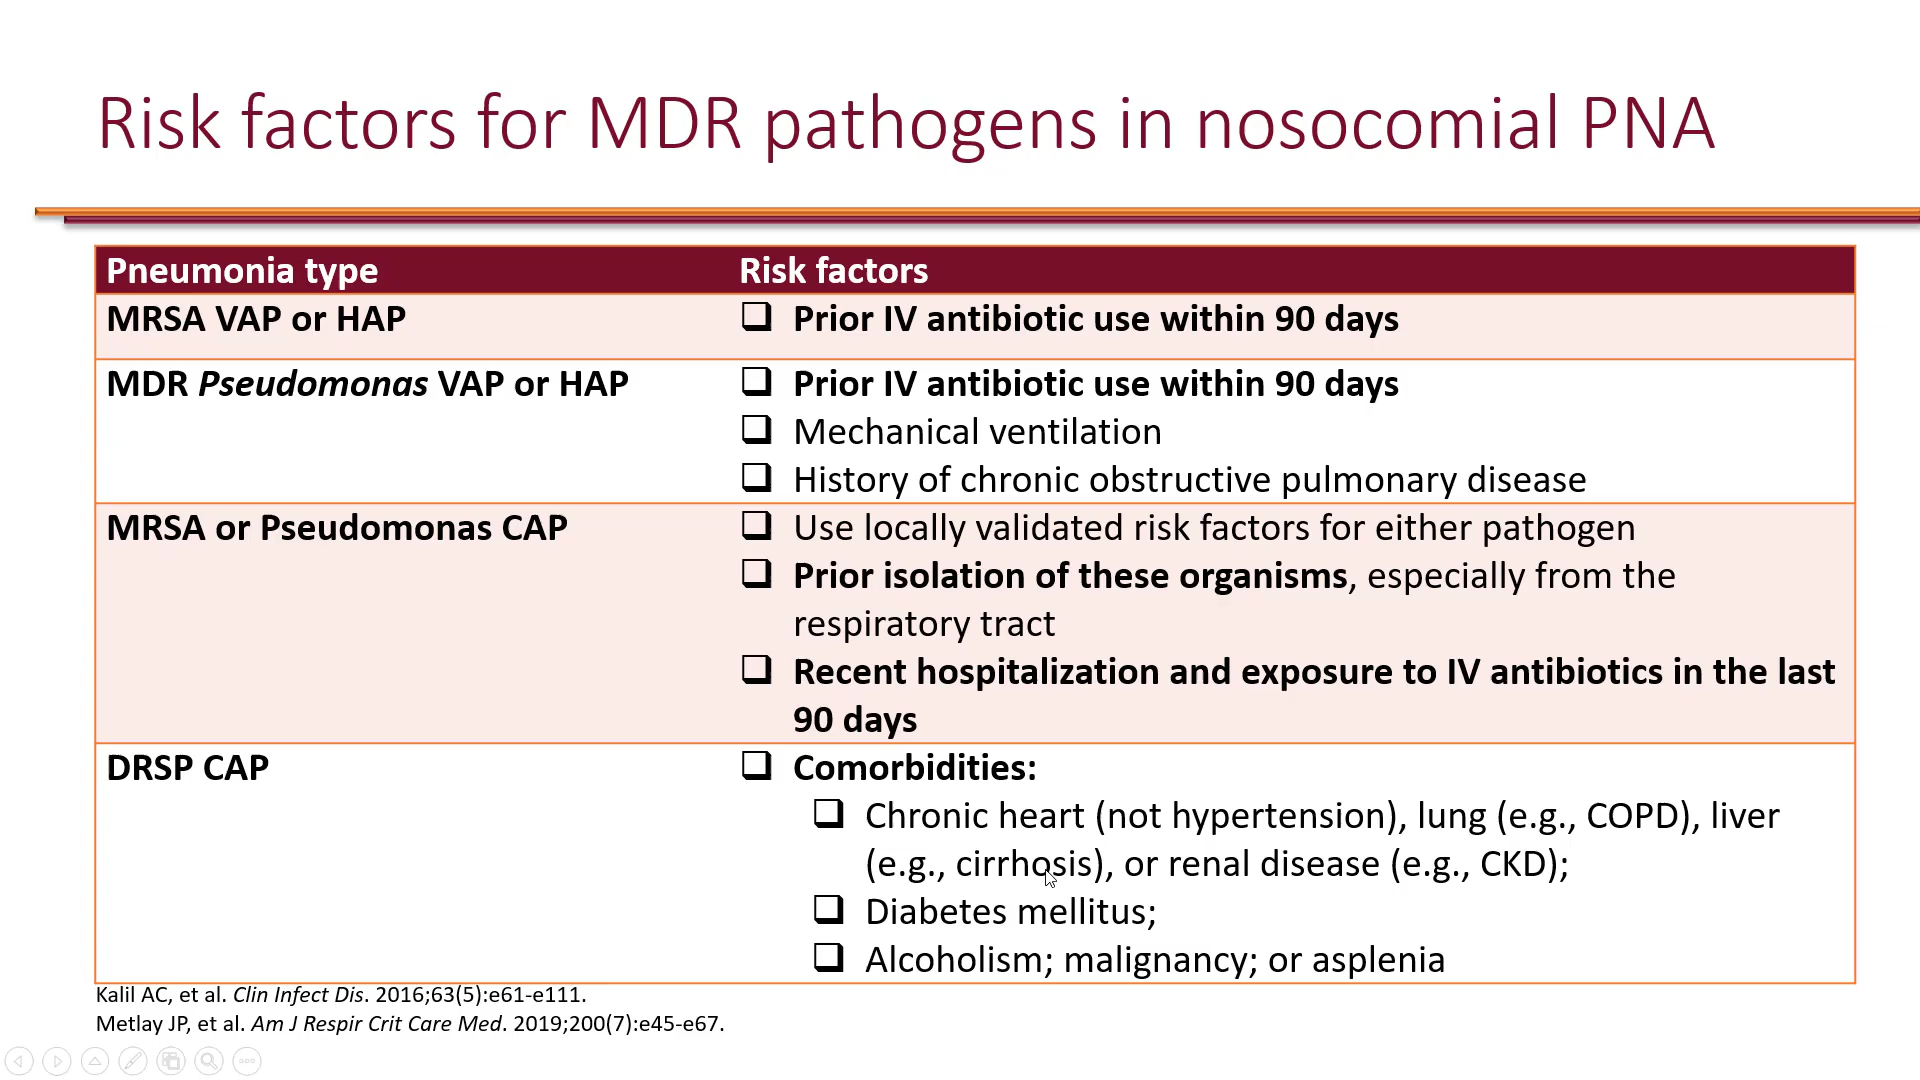 Risk factors for MDR pathogens in nosocomial PNA
Pneumonia type
Risk factors
MRSA VAP or HAP
❑ Prior IV antibiotic use within 90 days
MDR Pseudomonas VAP or HAP
❑ Prior IV antibiotic use within 90 days
❑ Mechanical ventilation
❑ History of chronic obstructive pulmonary disease
MRSA or Pseudomonas CAP
❑ Use locally validated risk factors for either pathogen
❑ Prior isolation of these organisms, especially from the
respiratory tract
❑ Recent hospitalization and exposure to IV antibiotics in the last
90 days
DRSP CAP
❑ Comorbidities:
❑ Chronic heart (not hypertension), lung (e.g., COPD), liver
(e.g., cirrhosis), or renal disease (e.g., CKD);
❑ Diabetes mellitus;
❑ Alcoholism; malignancy; or asplenia
Kalil AC, et al. Clin Infect Dis. 2016;63(5):e61-e111.
Metlay JP, et al. Am J Respir Crit Care Med. 2019;200(7):e45-e67.